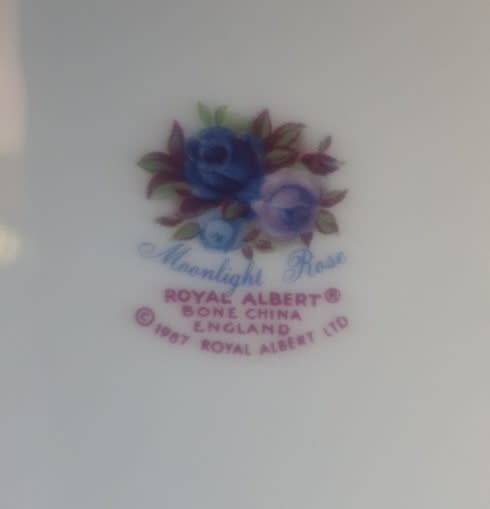 Moonlight Rose
ROYAL ALBERT®
BONE CHINA
ENGLAND
© 1987 ROYAL ALBERT LTD